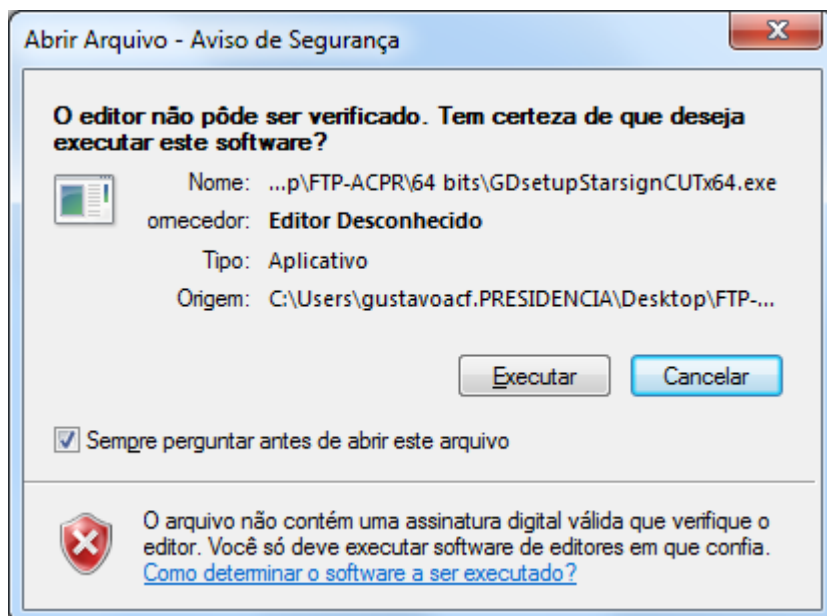 Abrir Arquivo - Aviso de Segurança
O editor não pôde ser verificado. Tem certeza de que deseja
executar este software?
Nome: ...p\FTP-ACPR\64 bits\GDsetupStarsignCUTx64.exe
ornecedor: Editor Desconhecido
Tipo: Aplicativo
Origem: C:\Users\gustavoacf.PRESIDENCIA\Desktop\FTP-...
Executar Cancelar
Sempre perguntar antes de abrir este arquivo
O arquivo não contém uma assinatura digital válida que verifique o
editor. Você só deve executar software de editores em que confia.
Como determinar o software a ser executado?